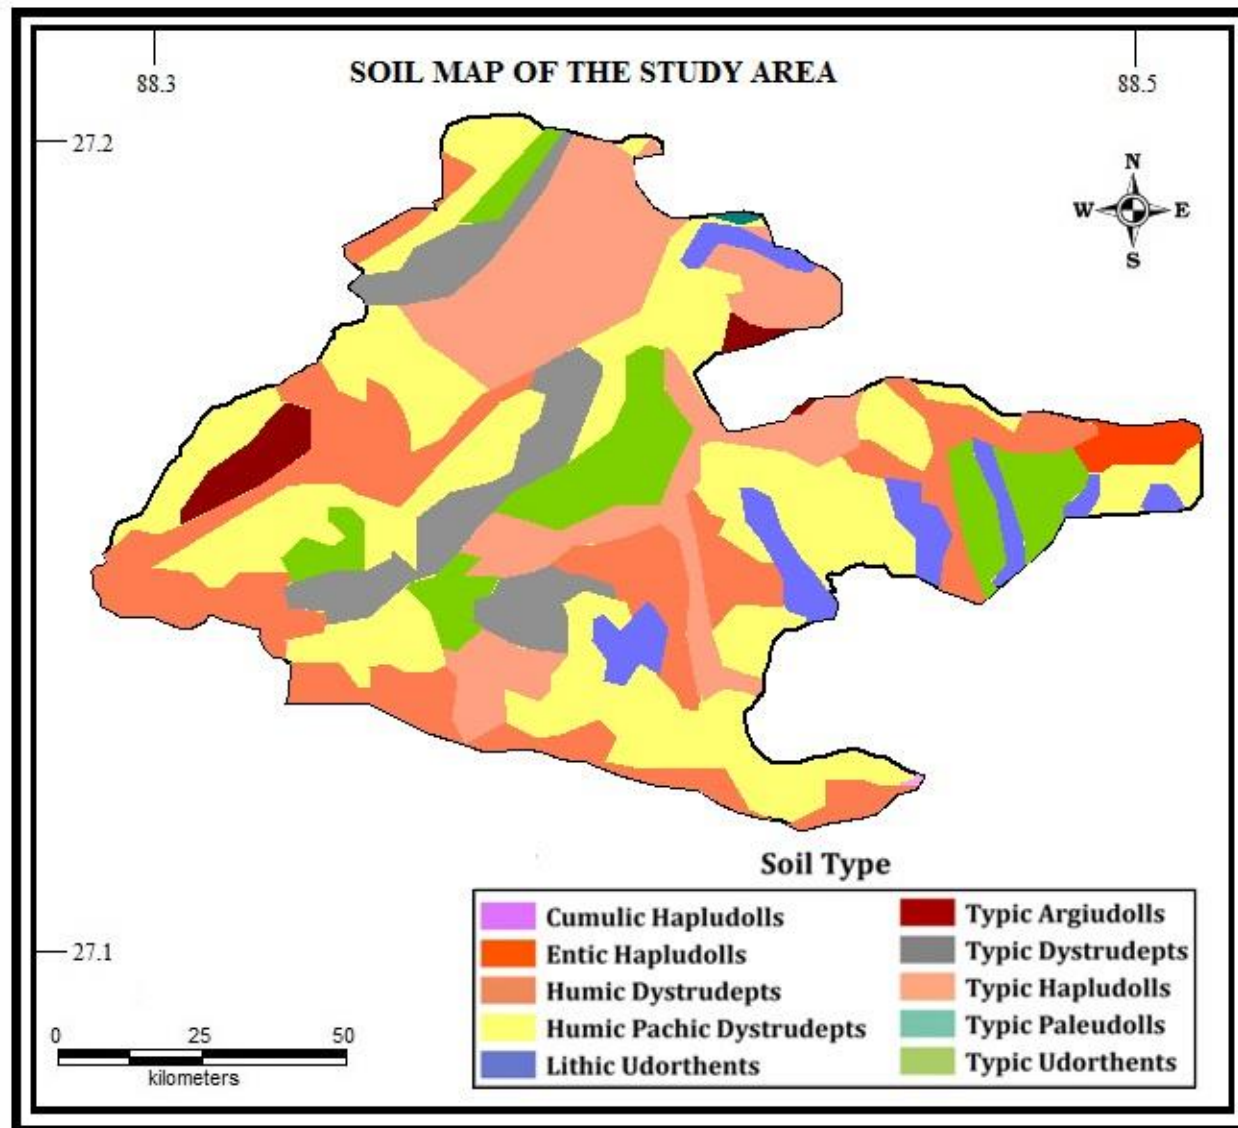 88.3
88.5
SOIL MAP OF THE STUDY AREA
27.2
N
W E
S
27.1
Soil Type
Cumulic Hapludolls
Entic Hapludolls
Humic Dystrudepts
Humic Pachic Dystrudepts
Lithic Udorthents
Typic Argiudolls
Typic Dystrudepts
Typic Hapludolls
Typic Paleudolls
Typic Udorthents
0 25 50
kilometers